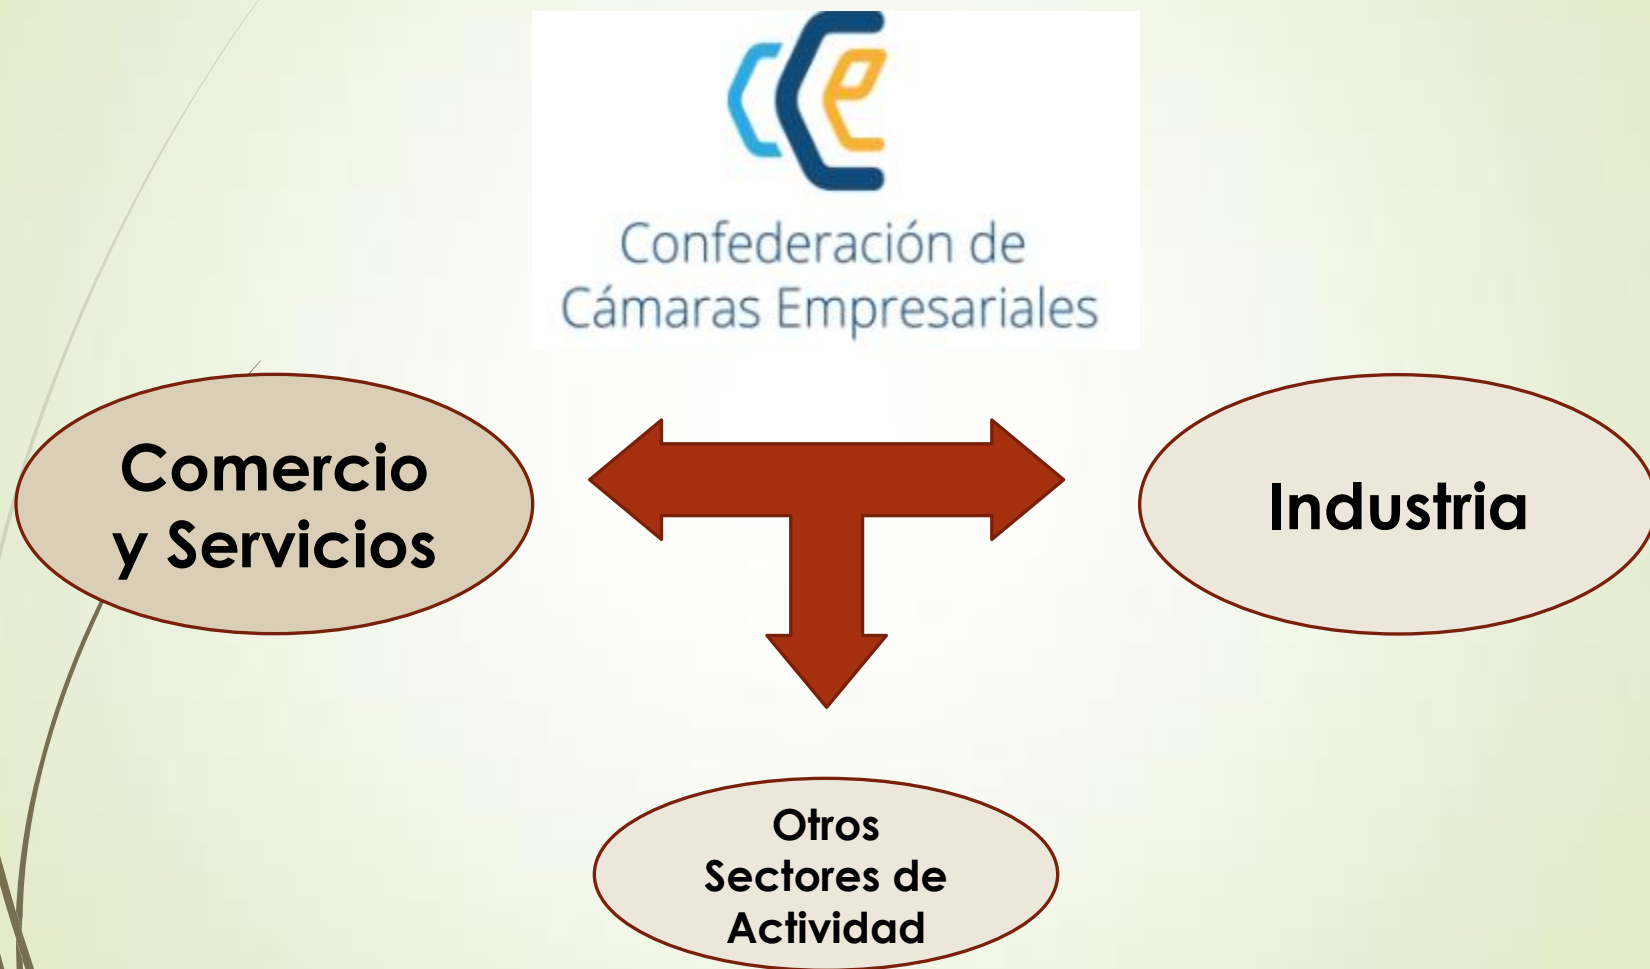 cce
Confederación de
Cámaras Empresariales
Comercio
y Servicios
Industria
Otros
Sectores de
Actividad